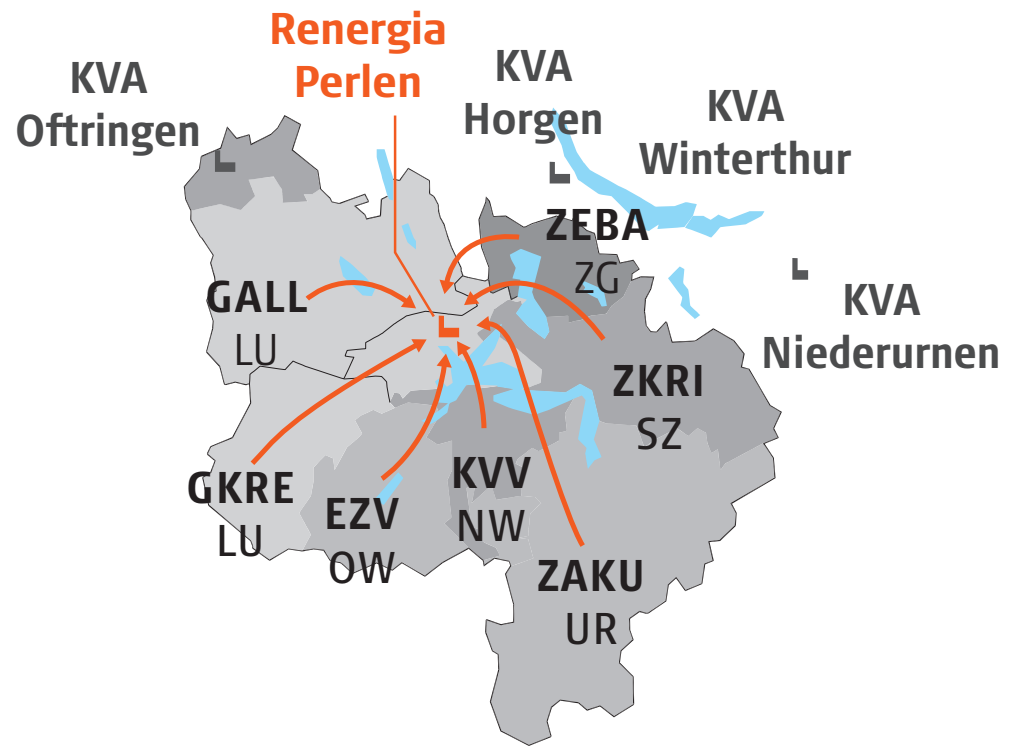 Renergia
Perlen
KVA
Oftringen
KVA
Horgen
KVA
Winterthur
ZEBA
ZG
GALL
LU
KVA
Niederurnen
ZKRI
SZ
GKRE
LU
EZV
OW
KVV
NW
ZAKU
UR